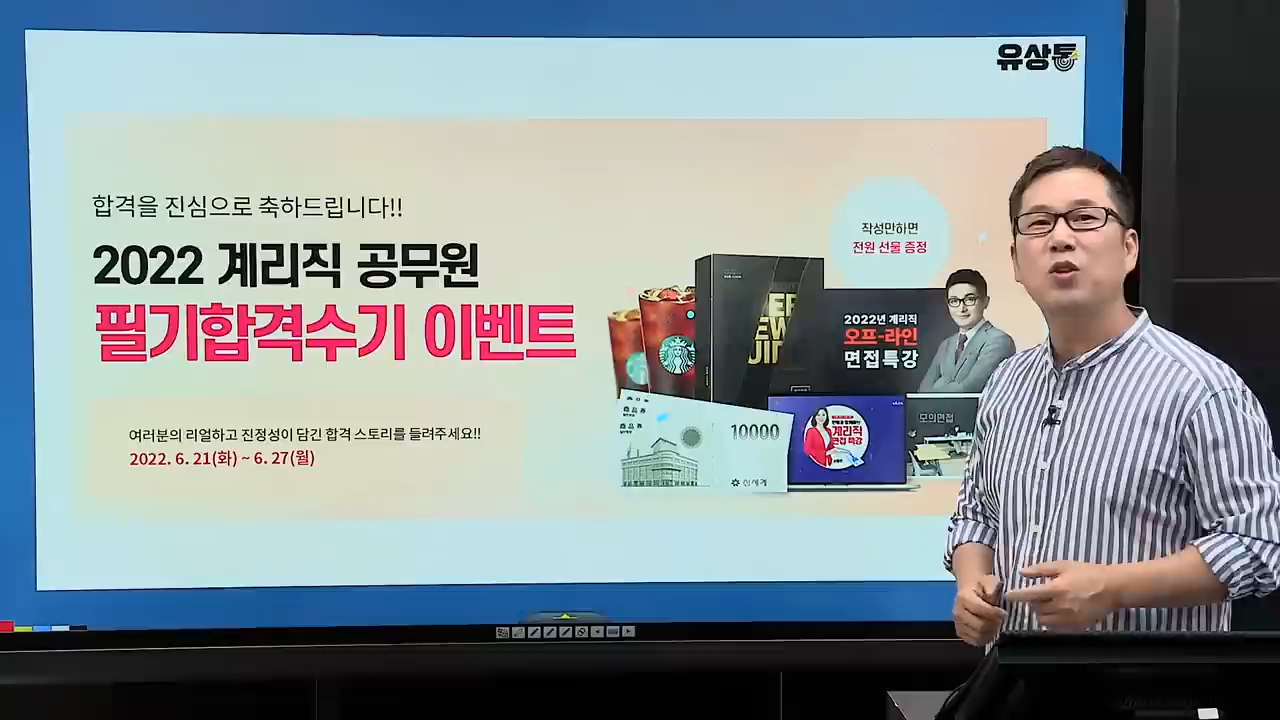 유상통
합격을 진심으로 축하드립니다!!
2022 계리직 공무원
필기합격수기 이벤트
작성만하면
전원 선물 증정
2022년 계리직
오프-라인
면접특강
10000
신세계
계리직
면접 특강
모의면접
여러분의 리얼하고 진정성이 담긴 합격 스토리를 들려주세요!!
2022. 6. 21(화) ~ 6. 27(월)